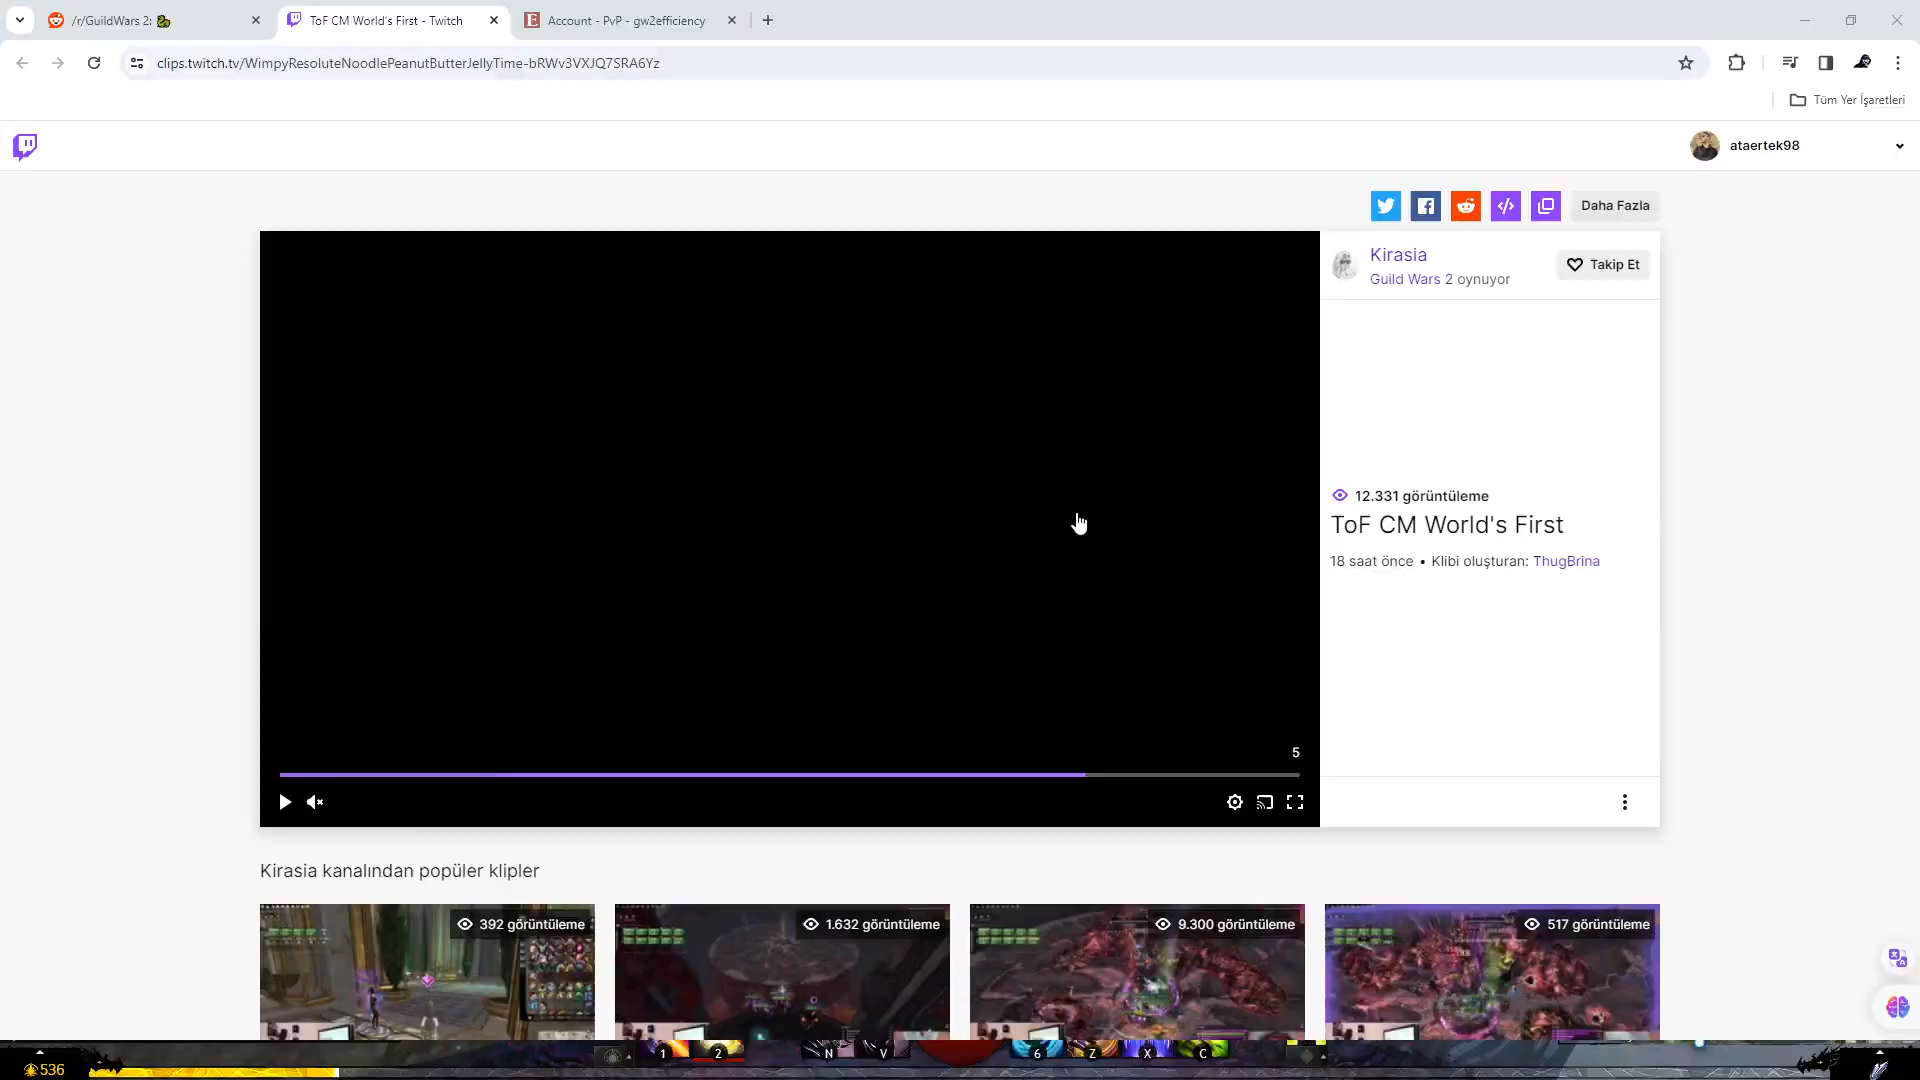 /r/GuildWars 2:
ToF CM World's First - Twitch
Account - PvP - gw2efficiency
clips.twitch.tv/WimpyResoluteNoodlePeanutButterJellyTime-bRWv3VXJQ7SRA6Yz
Tüm Yer İşaretleri
ataertek98
Daha Fazla
Kirasia
Guild Wars 2 oynuyor
Takip Et
12.331 görüntüleme
ToF CM World's First
18 saat önce • Klibi oluşturan: ThugBrina
5
Kirasia kanalından popüler klipler
392 görüntüleme
1.632 görüntüleme
9.300 görüntüleme
517 görüntüleme
536
1 2 N V 6 Z X C